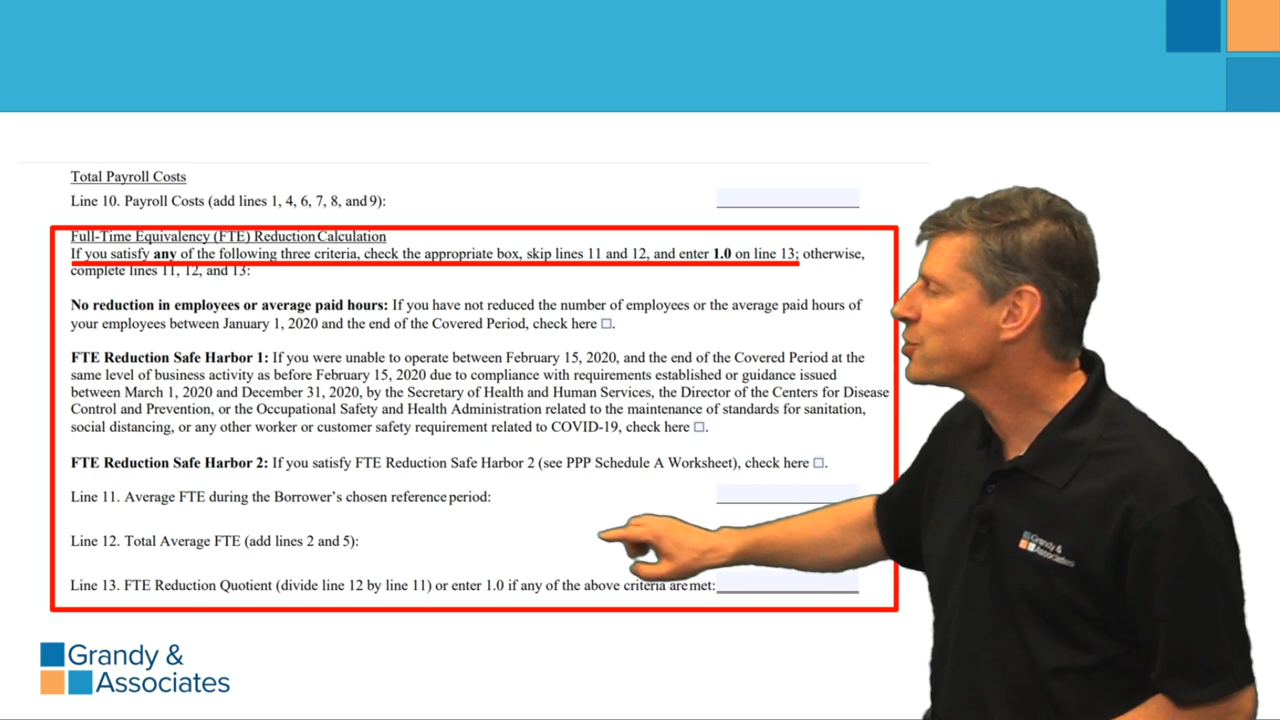 Total Payroll Costs
Line 10. Payroll Costs (add lines 1, 4, 6, 7, 8, and 9):
Full-Time Equivalency (FTE) Reduction Calculation
If you satisfy any of the following three criteria, check the appropriate box, skip lines 11 and 12, and enter 1.0 on line 13; otherwise,
complete lines 11, 12, and 13:
No reduction in employees or average paid hours: If you have not reduced the number of employees or the average paid hours of
your employees between January 1, 2020 and the end of the Covered Period, check here ☐.
FTE Reduction Safe Harbor 1: If you were unable to operate between February 15, 2020, and the end of the Covered Period at the
same level of business activity as before February 15, 2020 due to compliance with requirements established or guidance issued
between March 1, 2020 and December 31, 2020, by the Secretary of Health and Human Services, the Director of the Centers for Disease
Control and Prevention, or the Occupational Safety and Health Administration related to the maintenance of standards for sanitation,
social distancing, or any other worker or customer safety requirement related to COVID-19, check here ☐.
FTE Reduction Safe Harbor 2: If you satisfy FTE Reduction Safe Harbor 2 (see PPP Schedule A Worksheet), check here ☐.
Line 11. Average FTE during the Borrower's chosen reference period:
Line 12. Total Average FTE (add lines 2 and 5):
Line 13. FTE Reduction Quotient (divide line 12 by line 11) or enter 1.0 if any of the above criteria are met:
Grandy &
Associates
Grandy &
Associates